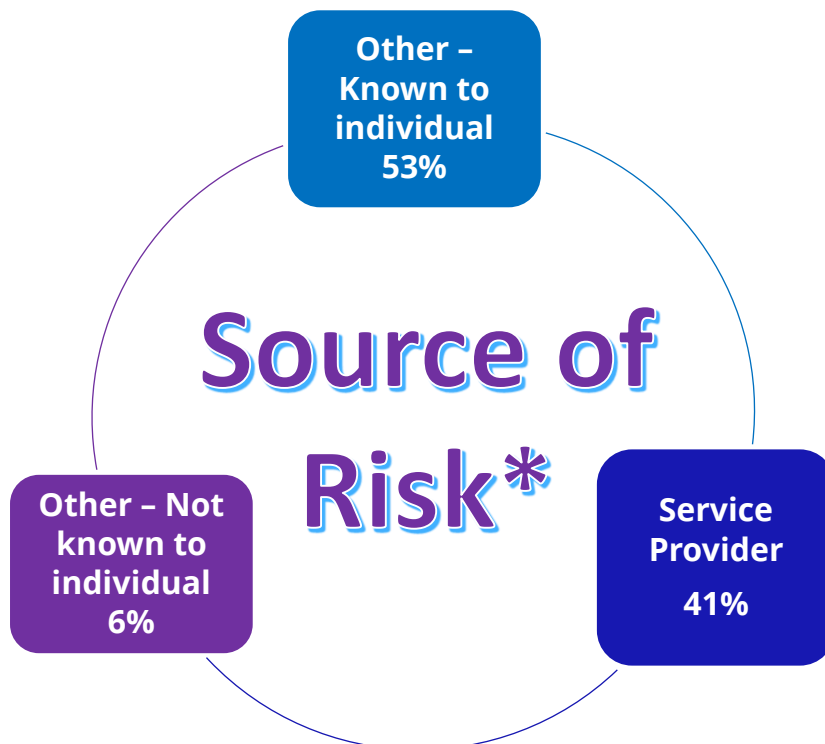 Other –
Known to
individual
53%
Source of
Risk*
Other – Not
known to
individual
6%
Service
Provider
41%